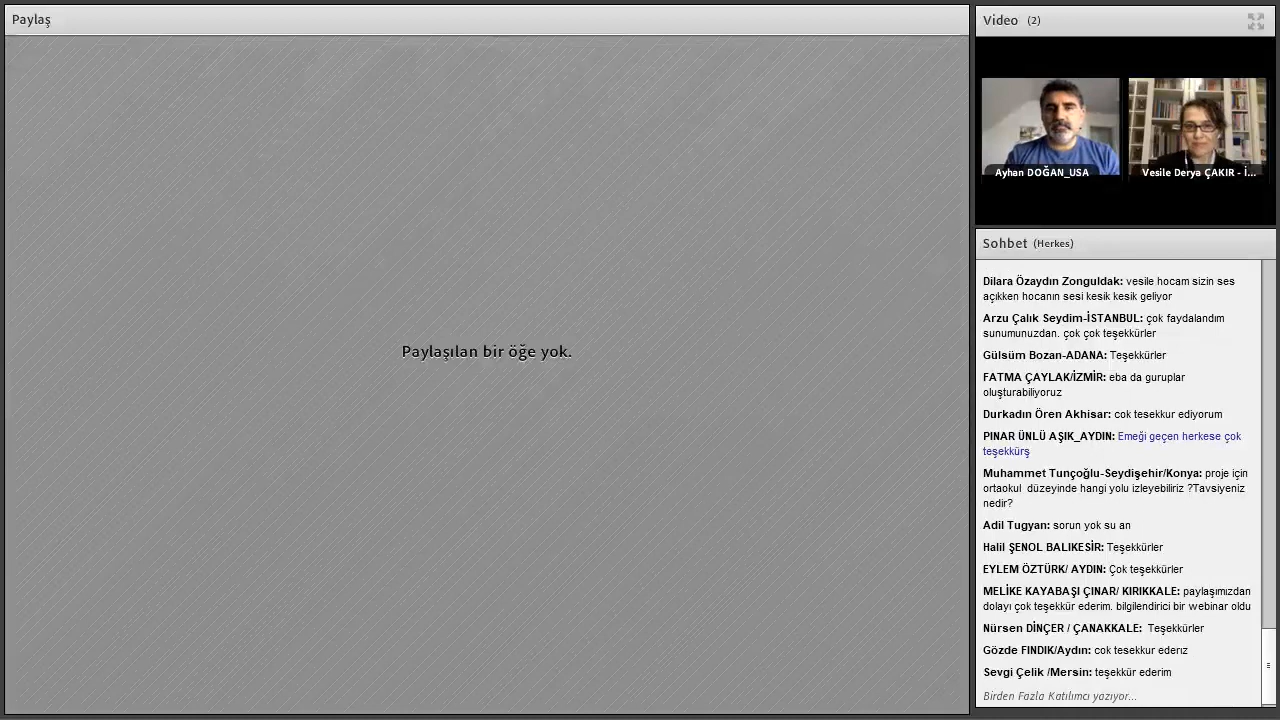 Paylaş
Paylaşılan bir öğe yok.
Video (2)
Ayhan DOĞAN_USA
Vesile Derya ÇAKIR - İ...
Sohbet (Herkes)
Dilara Özaydın Zonguldak: vesile hocam sizin ses
açıkken hocanın sesi kesik kesik geliyor
Arzu Çalık Seydim-İSTANBUL: çok faydalandım
sunumunuzdan. çok çok teşekkürler
Gülsüm Bozan-ADANA: Teşekkürler
FATMA ÇAYLAK/İZMİR: eba da guruplar
oluşturabiliyoruz
Durkadın Ören Akhisar: cok tesekkur ediyorum
PINAR ÜNLÜ AŞIK_AYDIN: Emeği geçen herkese çok
teşekkürş
Muhammet Tunçoğlu-Seydişehir/Konya: proje için
ortaokul düzeyinde hangi yolu izleyebiliriz ?Tavsiyeniz
nedir?
Adil Tugyan: sorun yok su an
Halil ŞENOL BALIKESİR: Teşekkürler
EYLEM ÖZTÜRK/ AYDIN: Çok teşekkürler
MELİKE KAYABAŞI ÇINAR/ KIRIKKALE: paylaşımızdan
dolayı çok teşekkür ederim. bilgilendirici bir webinar oldu
Nürsen DİNÇER / ÇANAKKALE: Teşekkürler
Gözde FINDIK/Aydın: cok tesekkur ederız
Sevgi Çelik /Mersin: teşekkür ederim
Birden Fazla Katılımcı yazıyor...